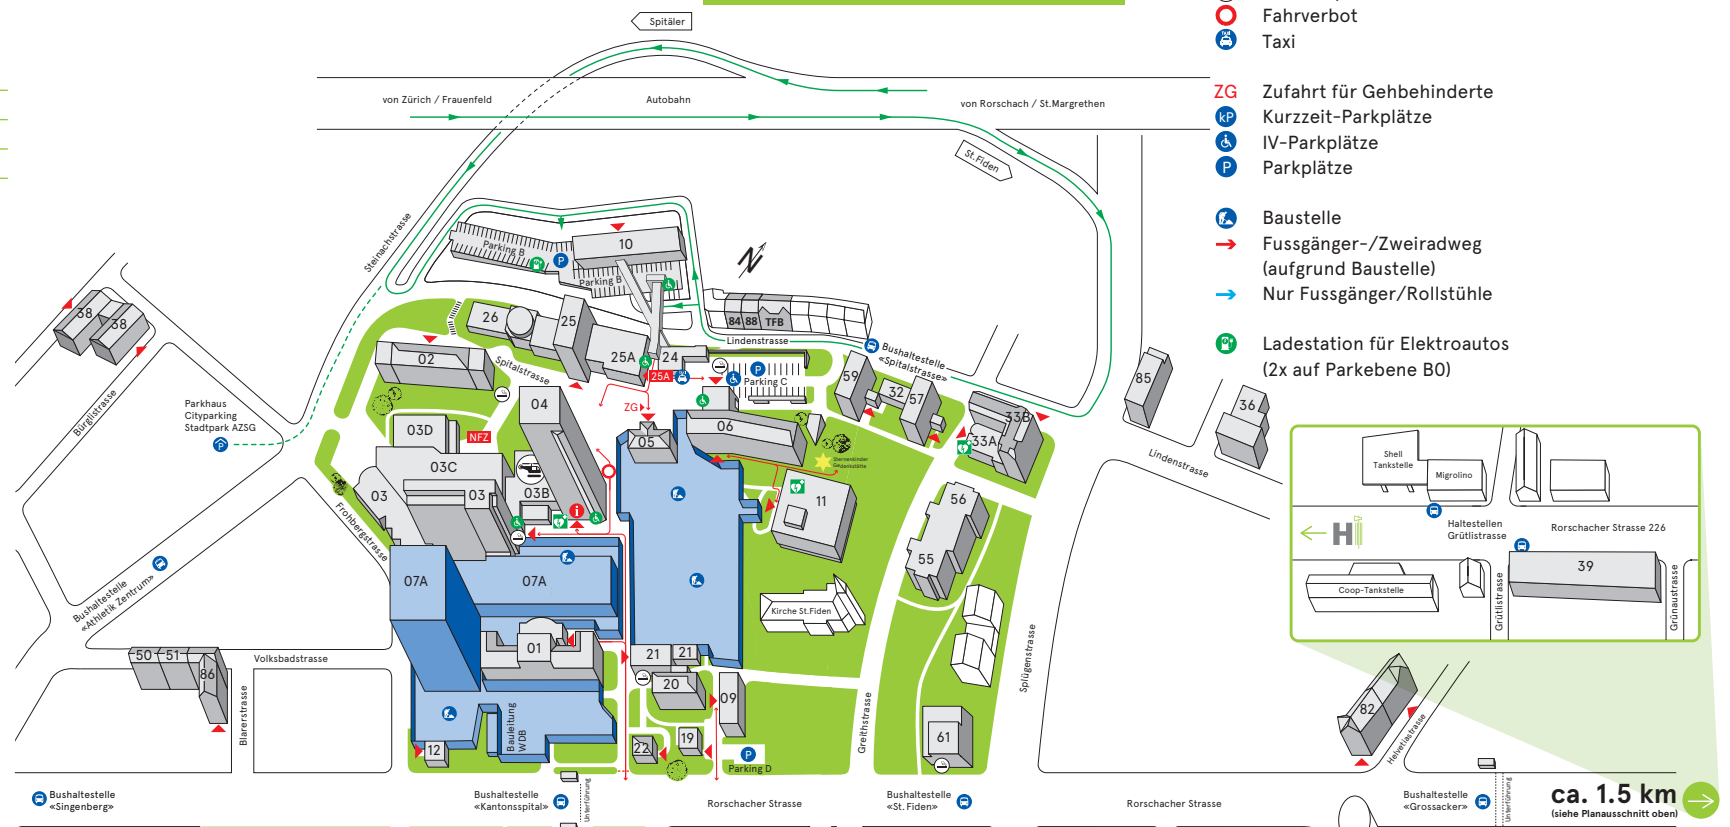 Spitäler
Fahrverbot
Taxi
von Zürich / Frauenfeld
Autobahn
von Rorschach / St.Margrethen
ZG Zufahrt für Gehbehinderte
kP Kurzzeit-Parkplätze
IV-Parkplätze
P Parkplätze
St.Fiden
Baustelle
Fussgänger-/Zweiradweg
(aufgrund Baustelle)
Nur Fussgänger/Rollstühle
Ladestation für Elektroautos
(2x auf Parkebene B0)
Steinachstrasse
Parking B
P
10
Parking B
N
38
38
26
25
25A
24
84 88 TFB
Lindenstrasse
Bushaltestelle
«Spitalstrasse»
02
Spitalstrasse
25A
P
Parking C
59
32
57
85
36
33B
33A
Bürglistrasse
Parkhaus
Cityparking
Stadtpark AZSG
P
04
ZG
03D
NFZ
03C
05
06
Sternenkinder
Gedenkstätte
Lindenstrasse
03
03
03B
i
11
56
55
Frohbergstrasse
07A
07A
Bushaltestelle
«Athletik Zentrum»
Kirche St.Fiden
Shell
Tankstelle
Migrolino
Haltestellen
Grütlistrasse
Rorschacher Strasse 226
H
39
Coop-Tankstelle
Grütlistrasse
Grünaustrasse
50 51
86
Volksbadstrasse
Blarerstrasse
01
21
21
20
09
Splügenstrasse
Greithstrasse
82
Helvetiastrasse
12
Bauleitung
WDB
22
19
P
Parking D
61
Bushaltestelle
«Singenberg»
Bushaltestelle
«Kantonsspital»
Unterführung
Rorschacher Strasse
Bushaltestelle
«St. Fiden»
Rorschacher Strasse
Bushaltestelle
«Grossacker»
Unterführung
ca. 1.5 km
(siehe Planausschnitt oben)